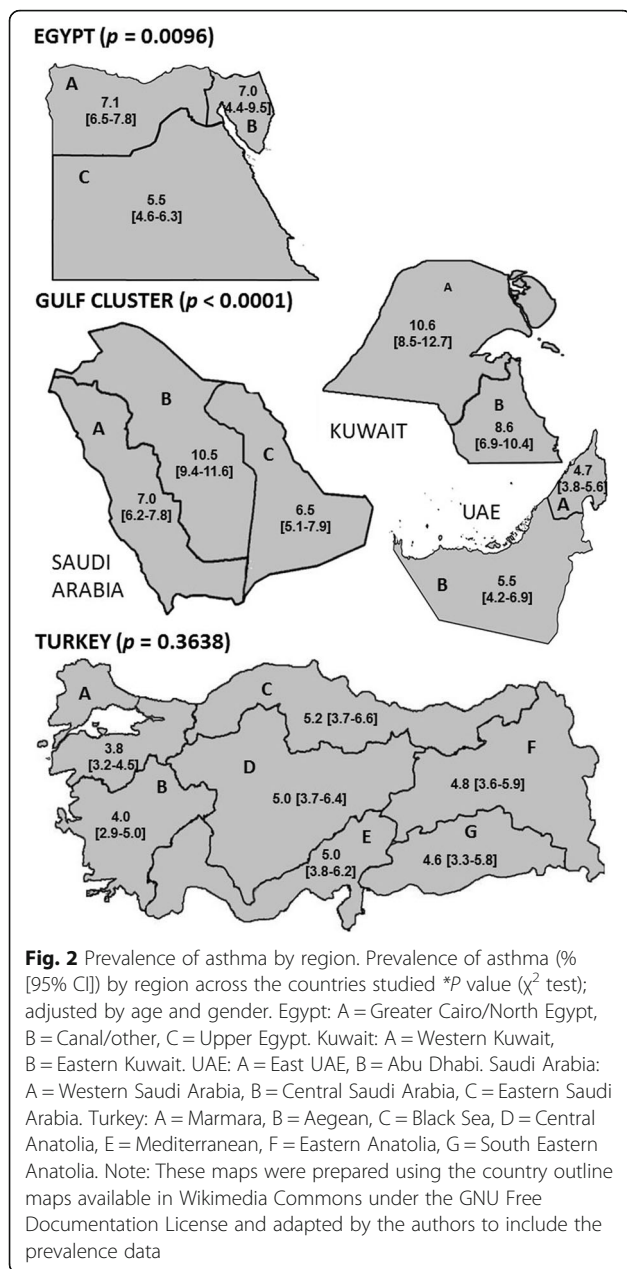 EGYPT (p = 0.0096)
A
7.1
[6.5-7.8]
7.0
[4.4-9.5]
B
C
5.5
[4.6-6.3]
GULF CLUSTER (p < 0.0001)
A
10.6
[8.5-12.7]
B
8.6
[6.9-10.4]
KUWAIT
A
7.0
[6.2-7.8]
B
10.5
[9.4-11.6]
C
6.5
[5.1-7.9]
SAUDI
ARABIA
4.7
[3.8-5.6]
A
UAE
B
5.5
[4.2-6.9]
TURKEY (p = 0.3638)
A
3.8
[3.2-4.5]
B
4.0
[2.9-5.0]
C
5.2 [3.7-6.6]
D
5.0 [3.7-6.4]
E
5.0
[3.8-6.2]
F
4.8 [3.6-5.9]
G
4.6 [3.3-5.8]
Fig. 2 Prevalence of asthma by region. Prevalence of asthma (%
[95% CI]) by region across the countries studied *P value (χ² test);
adjusted by age and gender. Egypt: A = Greater Cairo/North Egypt,
B = Canal/other, C = Upper Egypt. Kuwait: A = Western Kuwait,
B = Eastern Kuwait. UAE: A = East UAE, B = Abu Dhabi. Saudi Arabia:
A = Western Saudi Arabia, B = Central Saudi Arabia, C = Eastern Saudi
Arabia. Turkey: A = Marmara, B = Aegean, C = Black Sea, D = Central
Anatolia, E = Mediterranean, F = Eastern Anatolia, G = South Eastern
Anatolia. Note: These maps were prepared using the country outline
maps available in Wikimedia Commons under the GNU Free
Documentation License and adapted by the authors to include the
prevalence data